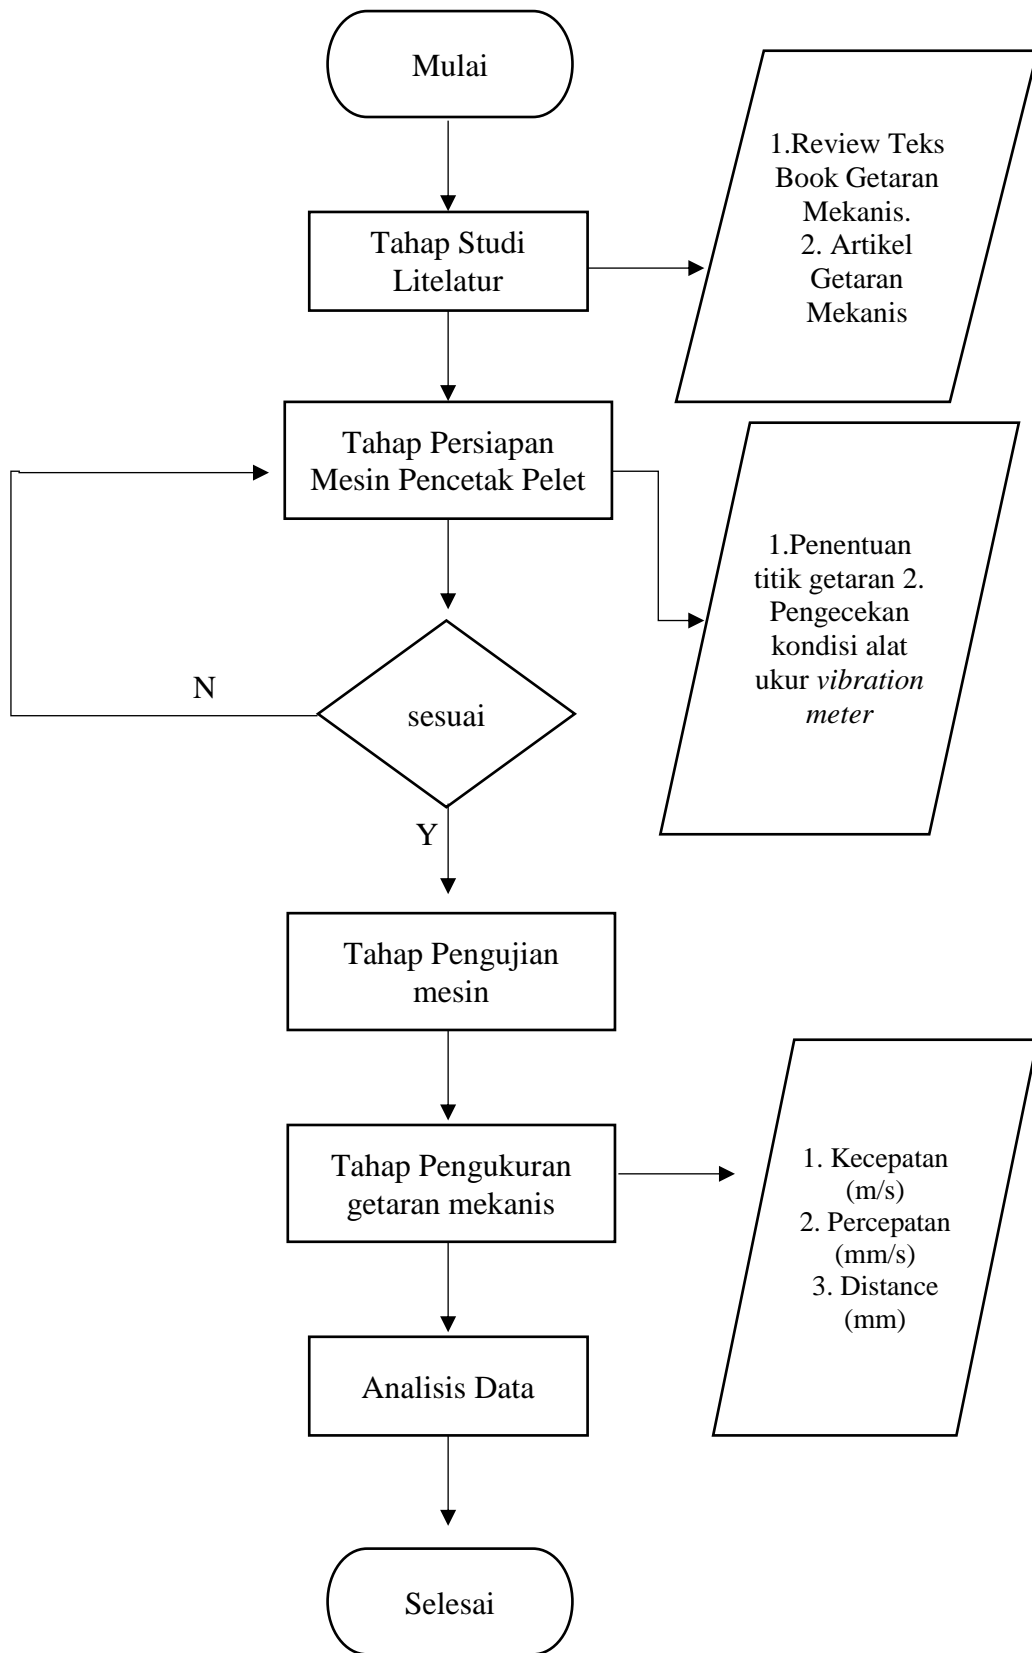 Mulai
1.Review Teks
Book Getaran
Mekanis.
2. Artikel
Getaran
Mekanis
Tahap Studi
Litelatur
Tahap Persiapan
Mesin Pencetak Pelet
1.Penentuan
titik getaran 2.
Pengecekan
kondisi alat
ukur vibration
meter
N
sesuai
Y
Tahap Pengujian
mesin
Tahap Pengukuran
getaran mekanis
1. Kecepatan
(m/s)
2. Percepatan
(mm/s)
3. Distance
(mm)
Analisis Data
Selesai